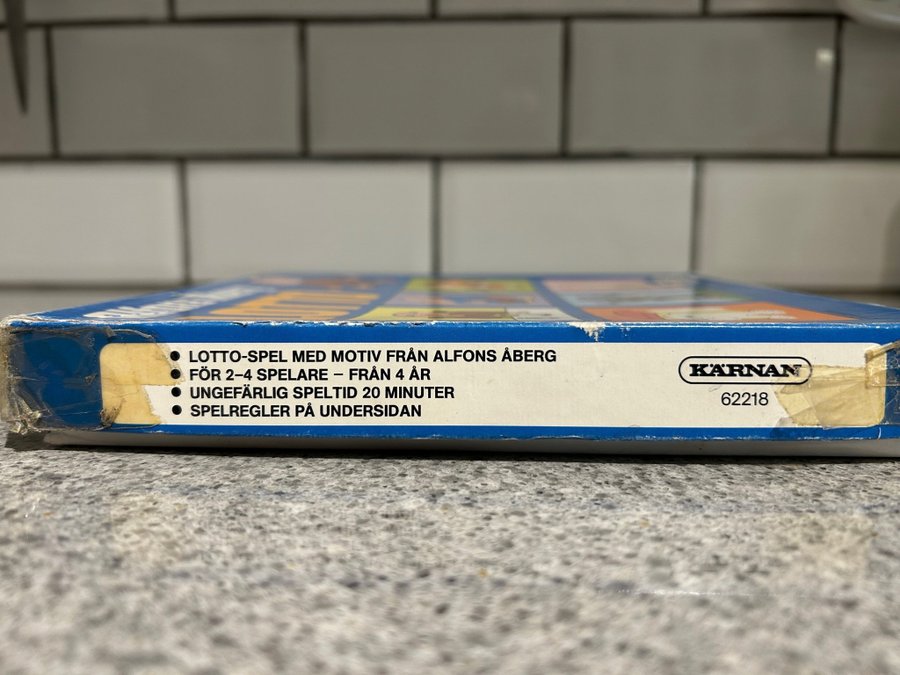 ● LOTTO-SPEL MED MOTIV FRÅN ALFONS ÅBERG
● FÖR 2–4 SPELARE – FRÅN 4 ÅR
● UNGEFÄRLIG SPELTID 20 MINUTER
● SPELREGLER PÅ UNDERSIDAN
KÄRNAN
62218